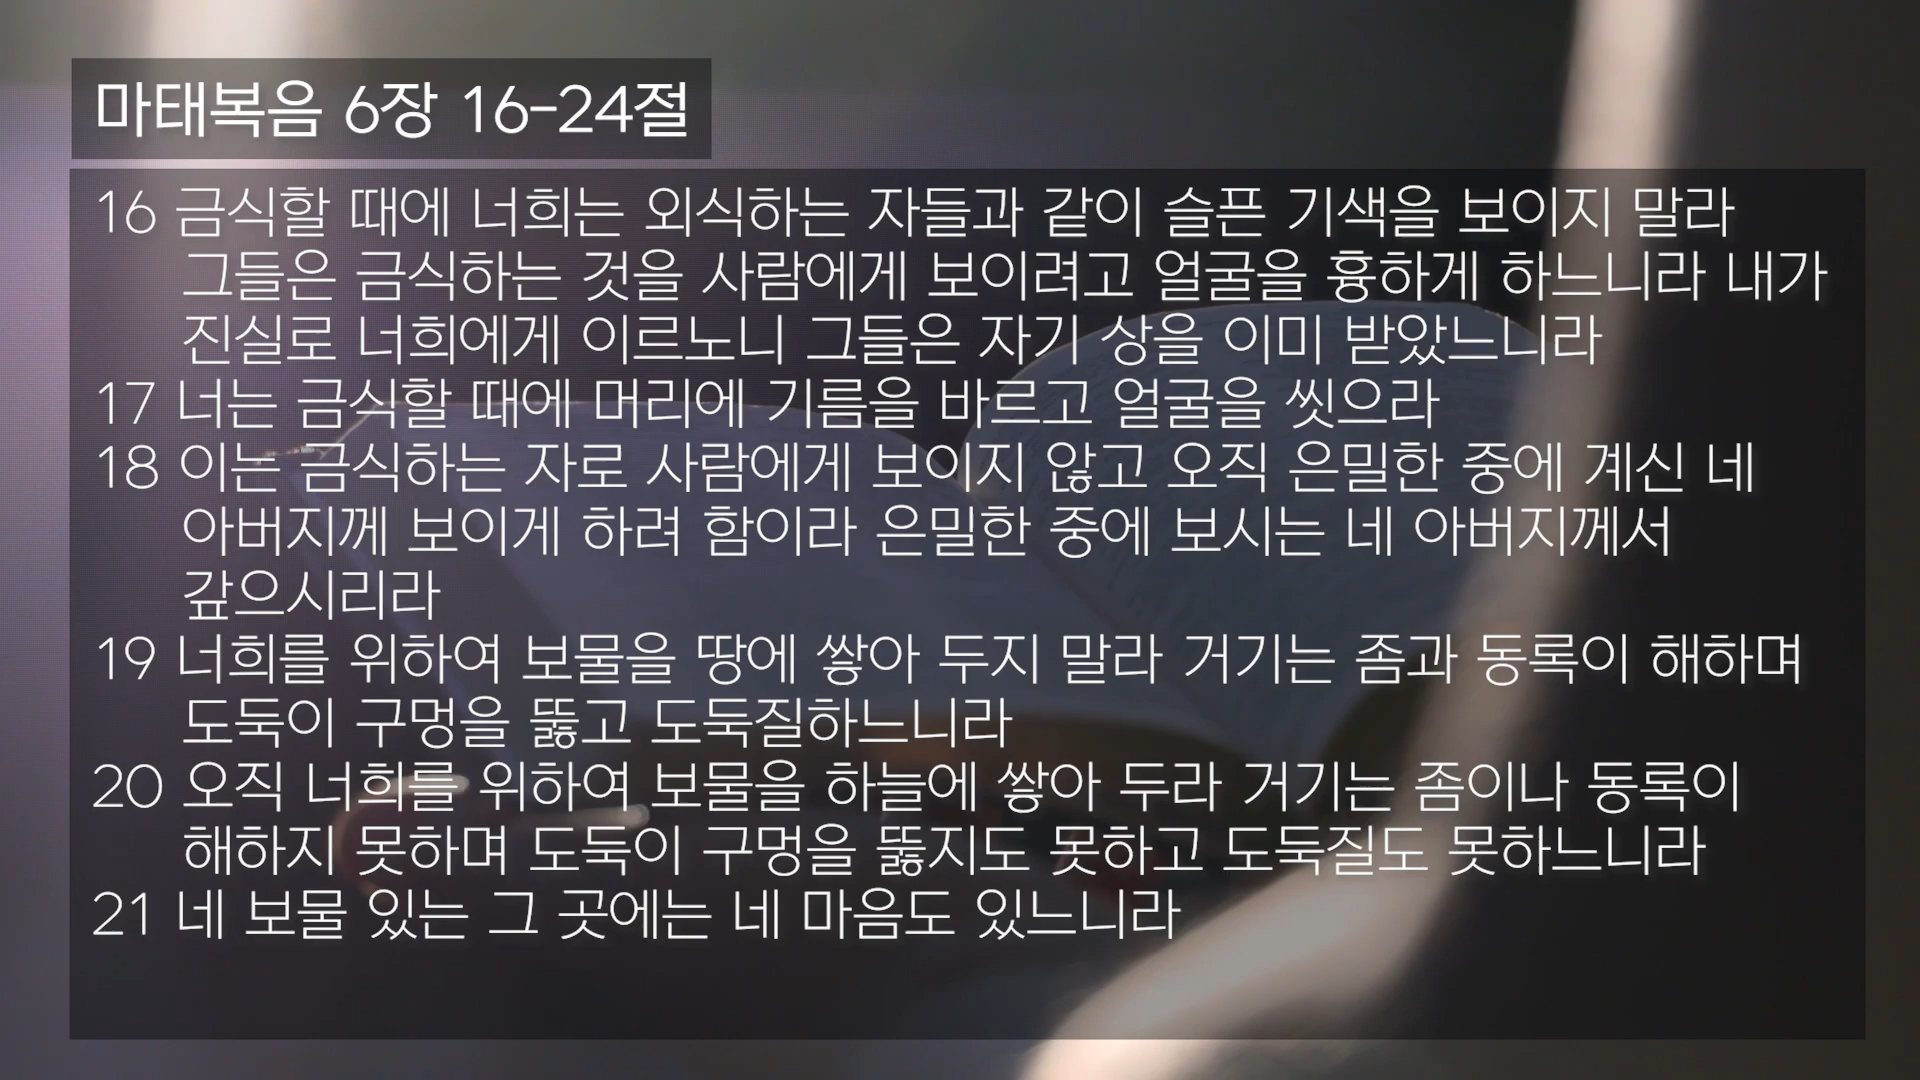 마태복음 6장 16-24절
16 금식할 때에 너희는 외식하는 자들과 같이 슬픈 기색을 보이지 말라
그들은 금식하는 것을 사람에게 보이려고 얼굴을 흉하게 하느니라 내가
진실로 너희에게 이르노니 그들은 자기 상을 이미 받았느니라
17 너는 금식할 때에 머리에 기름을 바르고 얼굴을 씻으라
18 이는 금식하는 자로 사람에게 보이지 않고 오직 은밀한 중에 계신 네
아버지께 보이게 하려 함이라 은밀한 중에 보시는 네 아버지께서
갚으시리라
19 너희를 위하여 보물을 땅에 쌓아 두지 말라 거기는 좀과 동록이 해하며
도둑이 구멍을 뚫고 도둑질하느니라
20 오직 너희를 위하여 보물을 하늘에 쌓아 두라 거기는 좀이나 동록이
해하지 못하며 도둑이 구멍을 뚫지도 못하고 도둑질도 못하느니라
21 네 보물 있는 그 곳에는 네 마음도 있느니라